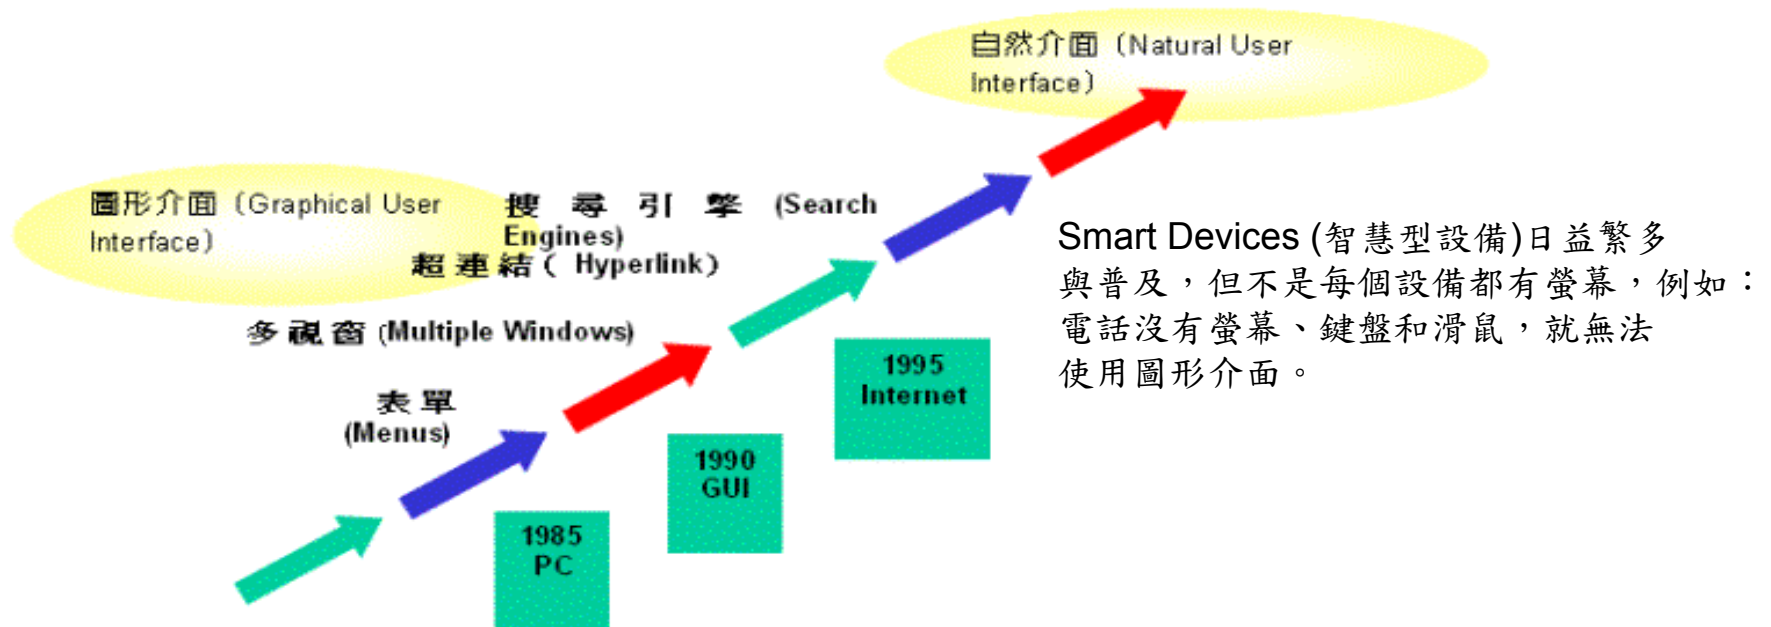 自然介面（Natural User
Interface）
圖形介面（Graphical User
Interface）
搜尋引擎 (Search
Engines)
超連結（ Hyperlink）
多視窗 (Multiple Windows)
表單
(Menus)
Smart Devices (智慧型設備)日益繁多
與普及，但不是每個設備都有螢幕，例如：
電話沒有螢幕、鍵盤和滑鼠，就無法
使用圖形介面。
1995
Internet
1990
GUI
1985
PC